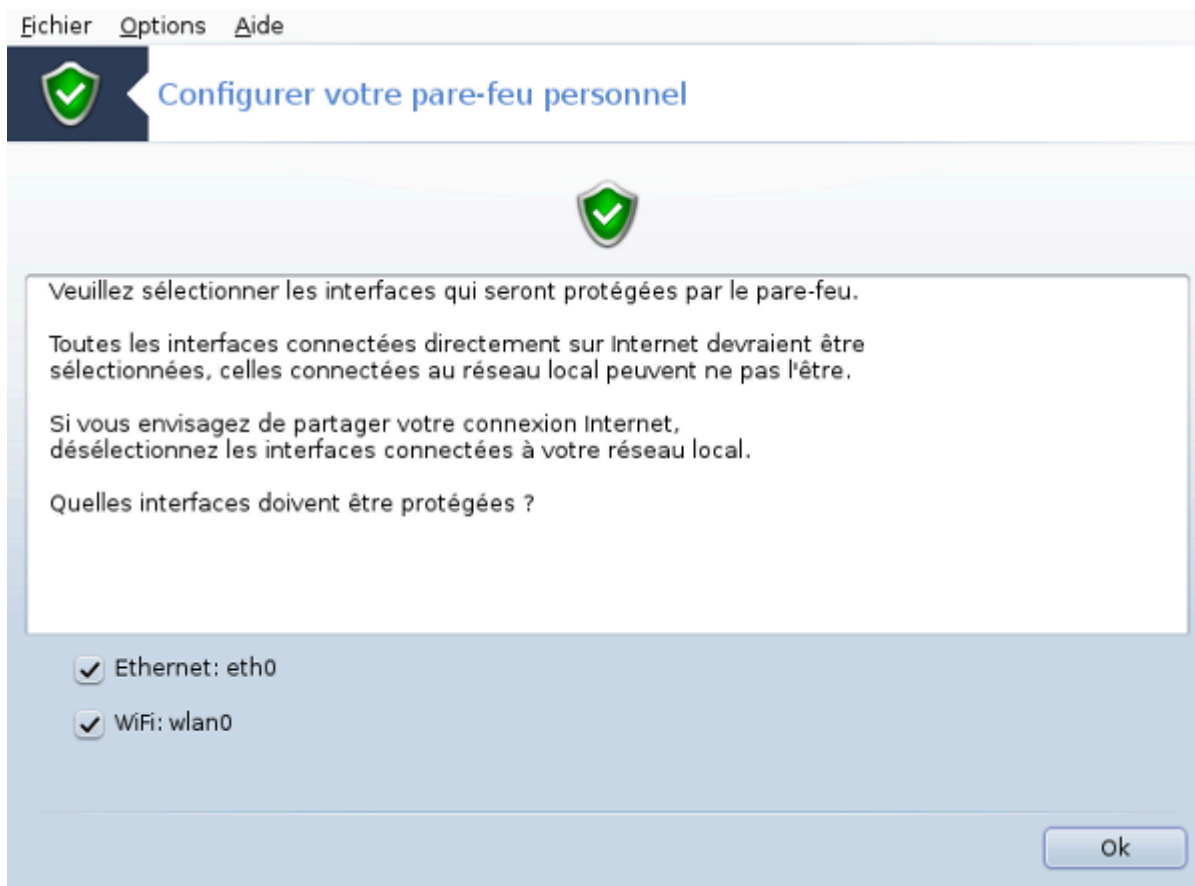 Fichier Options Aide
Configurer votre pare-feu personnel
Veuillez sélectionner les interfaces qui seront protégées par le pare-feu.
Toutes les interfaces connectées directement sur Internet devraient être
sélectionnées, celles connectées au réseau local peuvent ne pas l'être.
Si vous envisagez de partager votre connexion Internet,
désélectionnez les interfaces connectées à votre réseau local.
Quelles interfaces doivent être protégées ?
Ethernet: eth0
WiFi: wlan0
Ok